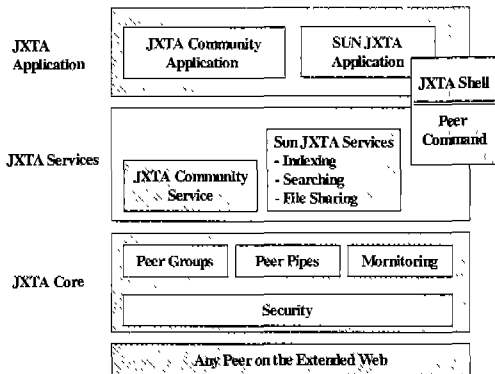 JXTA
Application
JXTA Community
Application
SUN JXTA
Application
JXTA Shell
Peer
Command
JXTA Services
JXTA Community
Service
Sun JXTA Services
- Indexing
- Searching
- File Sharing
JXTA Core
Peer Groups
Peer Pipes
Mornitoring
Security
Any Peer on the Extended Web